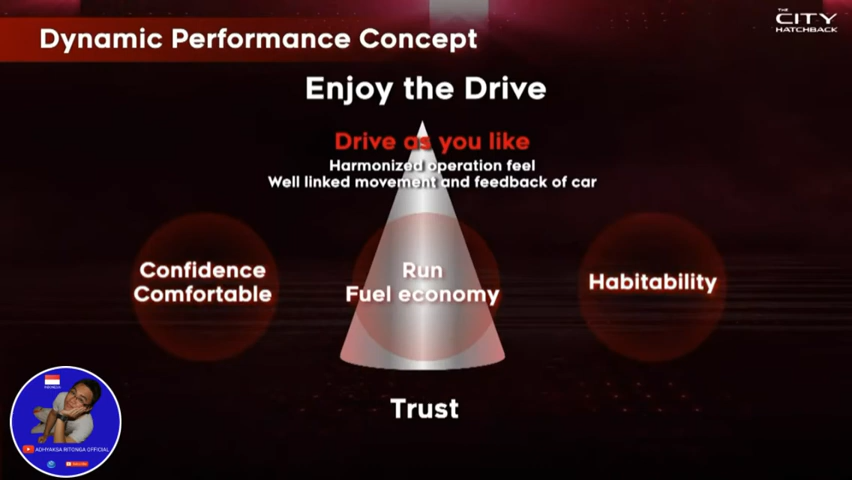 Dynamic Performance Concept
THE
CITY
HATCHBACK
Enjoy the Drive
Drive as you like
Harmonized operation feel
Well linked movement and feedback of car
Confidence
Comfortable
Run
Fuel economy
Habitability
Trust
ADHYAKSA RITONGA OFFICIAL